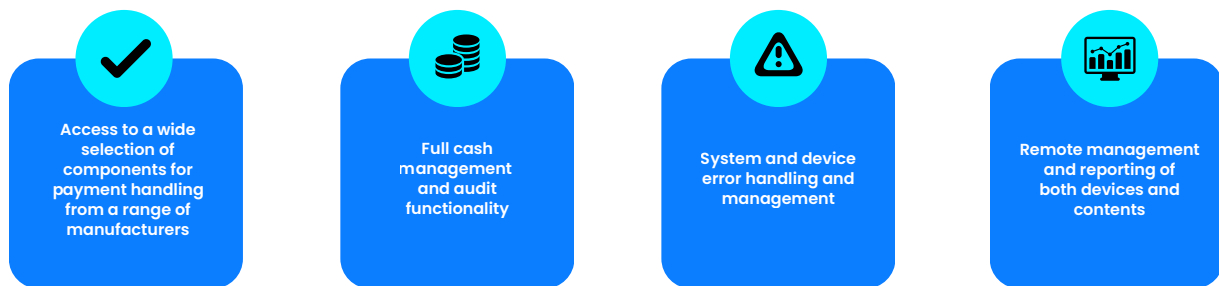 Access to a wide
selection of
components for
payment handling
from a range of
manufacturers
Full cash
management
and audit
functionality
System and device
error handling and
management
Remote management
and reporting of
both devices and
contents